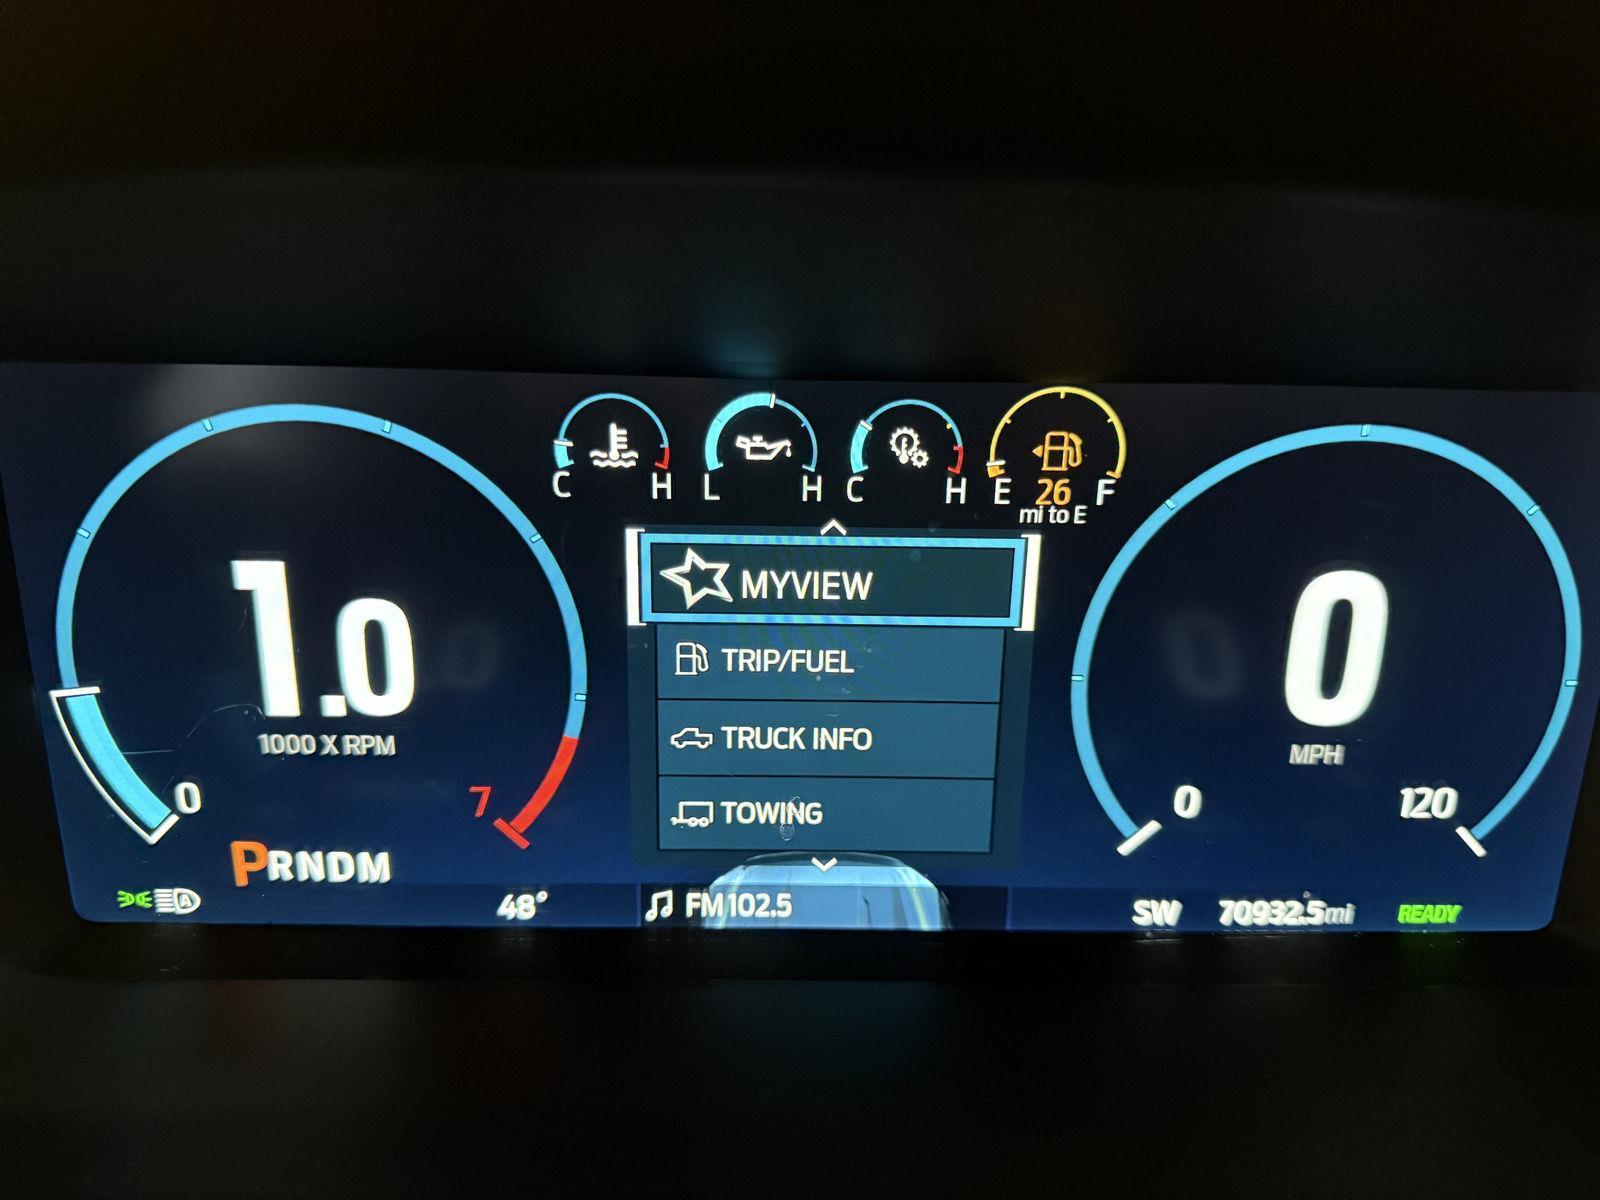 C H L H C H E 26 F
mi to E
MYVIEW
TRIP/FUEL
TRUCK INFO
TOWING
1.0
1000 X RPM
0 7
PRNDM
0
MPH
0 120
A 48° FM 102.5 SW 70932.5mi READY